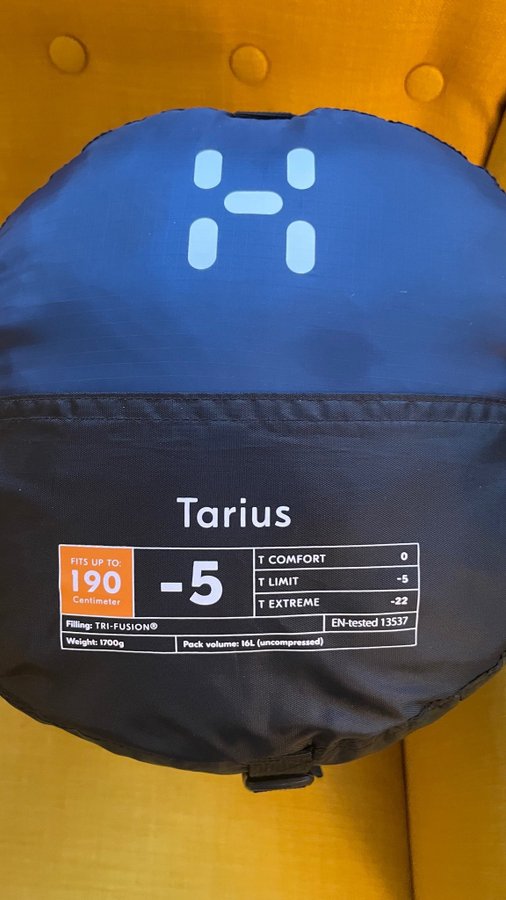 Tarius
FITS UP TO:
190
Centimeter
-5
T COMFORT 0
T LIMIT -5
T EXTREME -22
Filling: TRI-FUSION®
EN-tested 13537
Weight: 1700g
Pack volume: 16L (uncompressed)